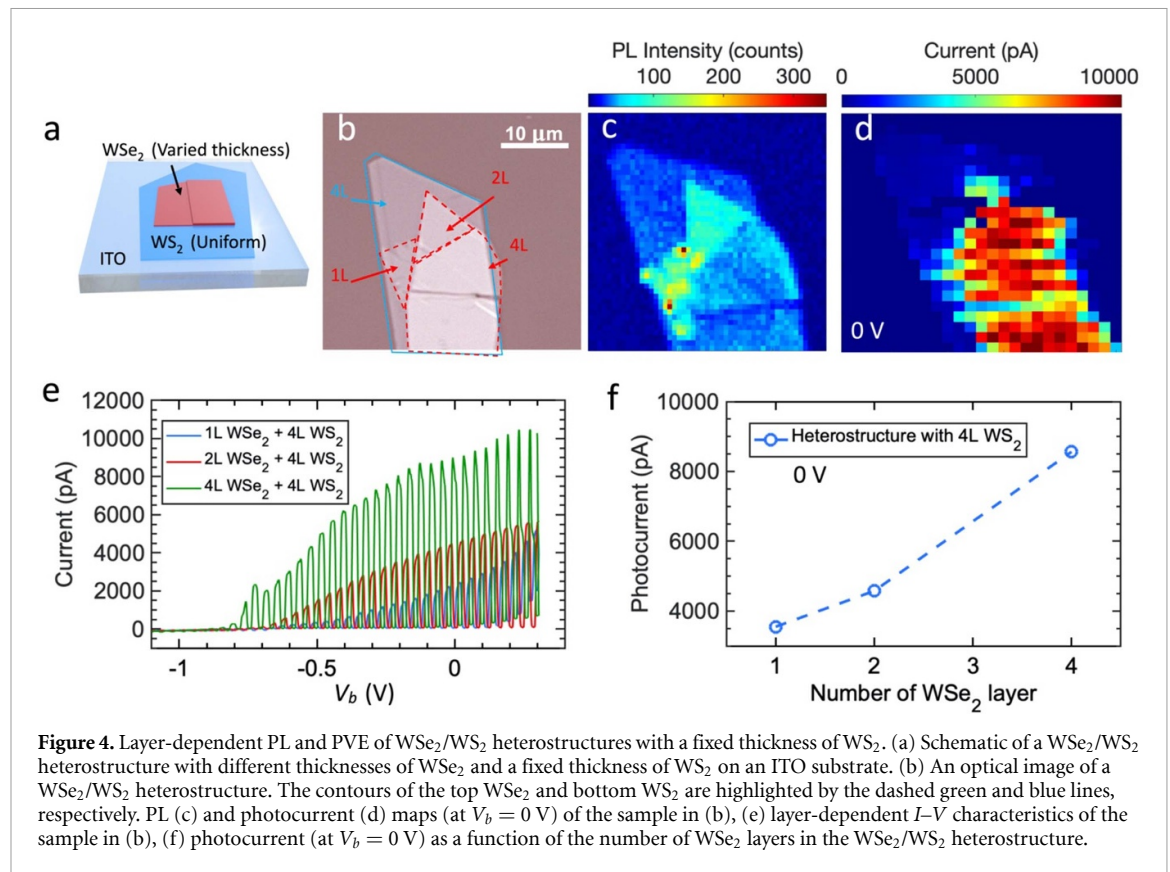 PL Intensity (counts)
100 200 300
Current (pA)
0 5000 10000
a
WSe₂ (Varied thickness)
WS₂ (Uniform)
ITO
b
10 μm
4L
2L
4L
1L
c
d
0 V
e
12000
10000
8000
6000
4000
2000
0
Current (pA)
1L WSe₂ + 4L WS₂
2L WSe₂ + 4L WS₂
4L WSe₂ + 4L WS₂
-1 -0.5 0
V_b (V)
f
10000
8000
6000
4000
Photocurrent (pA)
Heterostructure with 4L WS₂
0 V
1 2 3 4
Number of WSe₂ layer
Figure 4. Layer-dependent PL and PVE of WSe₂/WS₂ heterostructures with a fixed thickness of WS₂. (a) Schematic of a WSe₂/WS₂
heterostructure with different thicknesses of WSe₂ and a fixed thickness of WS₂ on an ITO substrate. (b) An optical image of a
WSe₂/WS₂ heterostructure. The contours of the top WSe₂ and bottom WS₂ are highlighted by the dashed green and blue lines,
respectively. PL (c) and photocurrent (d) maps (at V_b = 0 V) of the sample in (b), (e) layer-dependent I–V characteristics of the
sample in (b), (f) photocurrent (at V_b = 0 V) as a function of the number of WSe₂ layers in the WSe₂/WS₂ heterostructure.